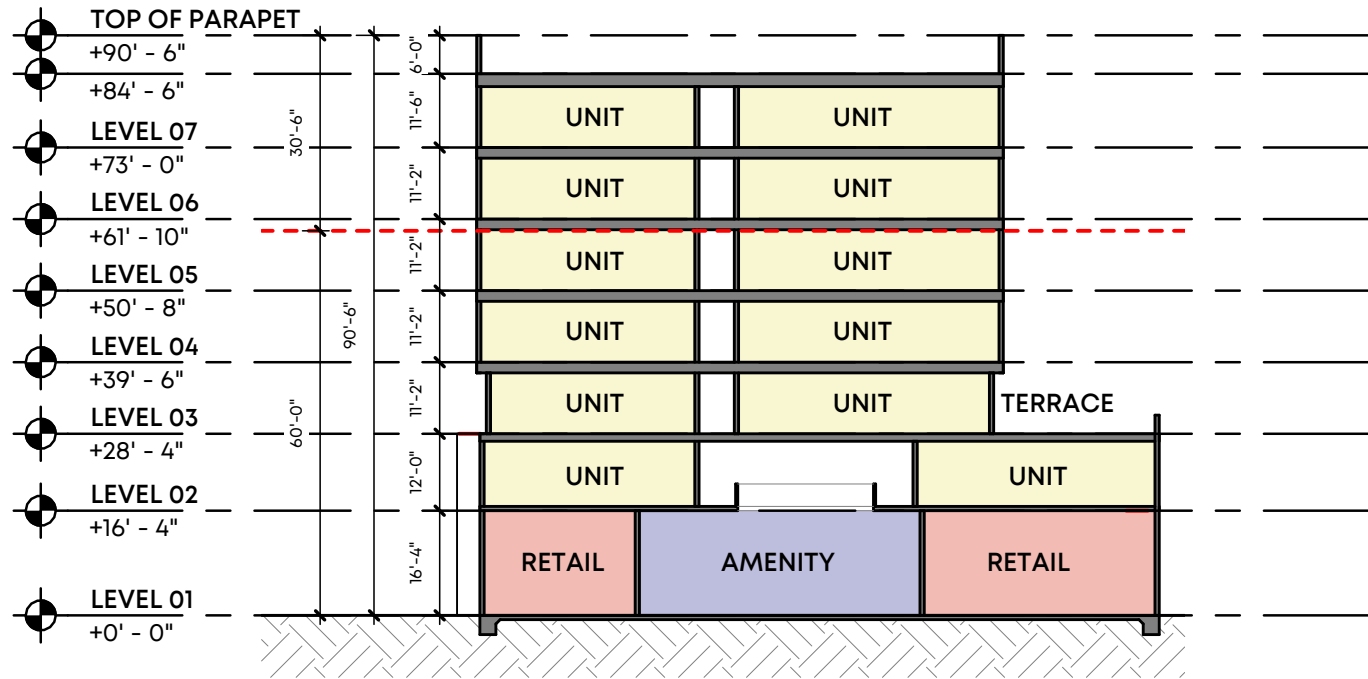 TOP OF PARAPET
+90' - 6"
6'-0"
+84' - 6"
11'-6"
UNIT
UNIT
LEVEL 07
+73' - 0"
30'-6"
11'-2"
UNIT
UNIT
LEVEL 06
+61' - 10"
11'-2"
UNIT
UNIT
LEVEL 05
+50' - 8"
90'-6"
11'-2"
UNIT
UNIT
LEVEL 04
+39' - 6"
11'-2"
UNIT
UNIT
TERRACE
LEVEL 03
+28' - 4"
60'-0"
12'-0"
UNIT
UNIT
LEVEL 02
+16' - 4"
16'-4"
RETAIL
AMENITY
RETAIL
LEVEL 01
+0' - 0"